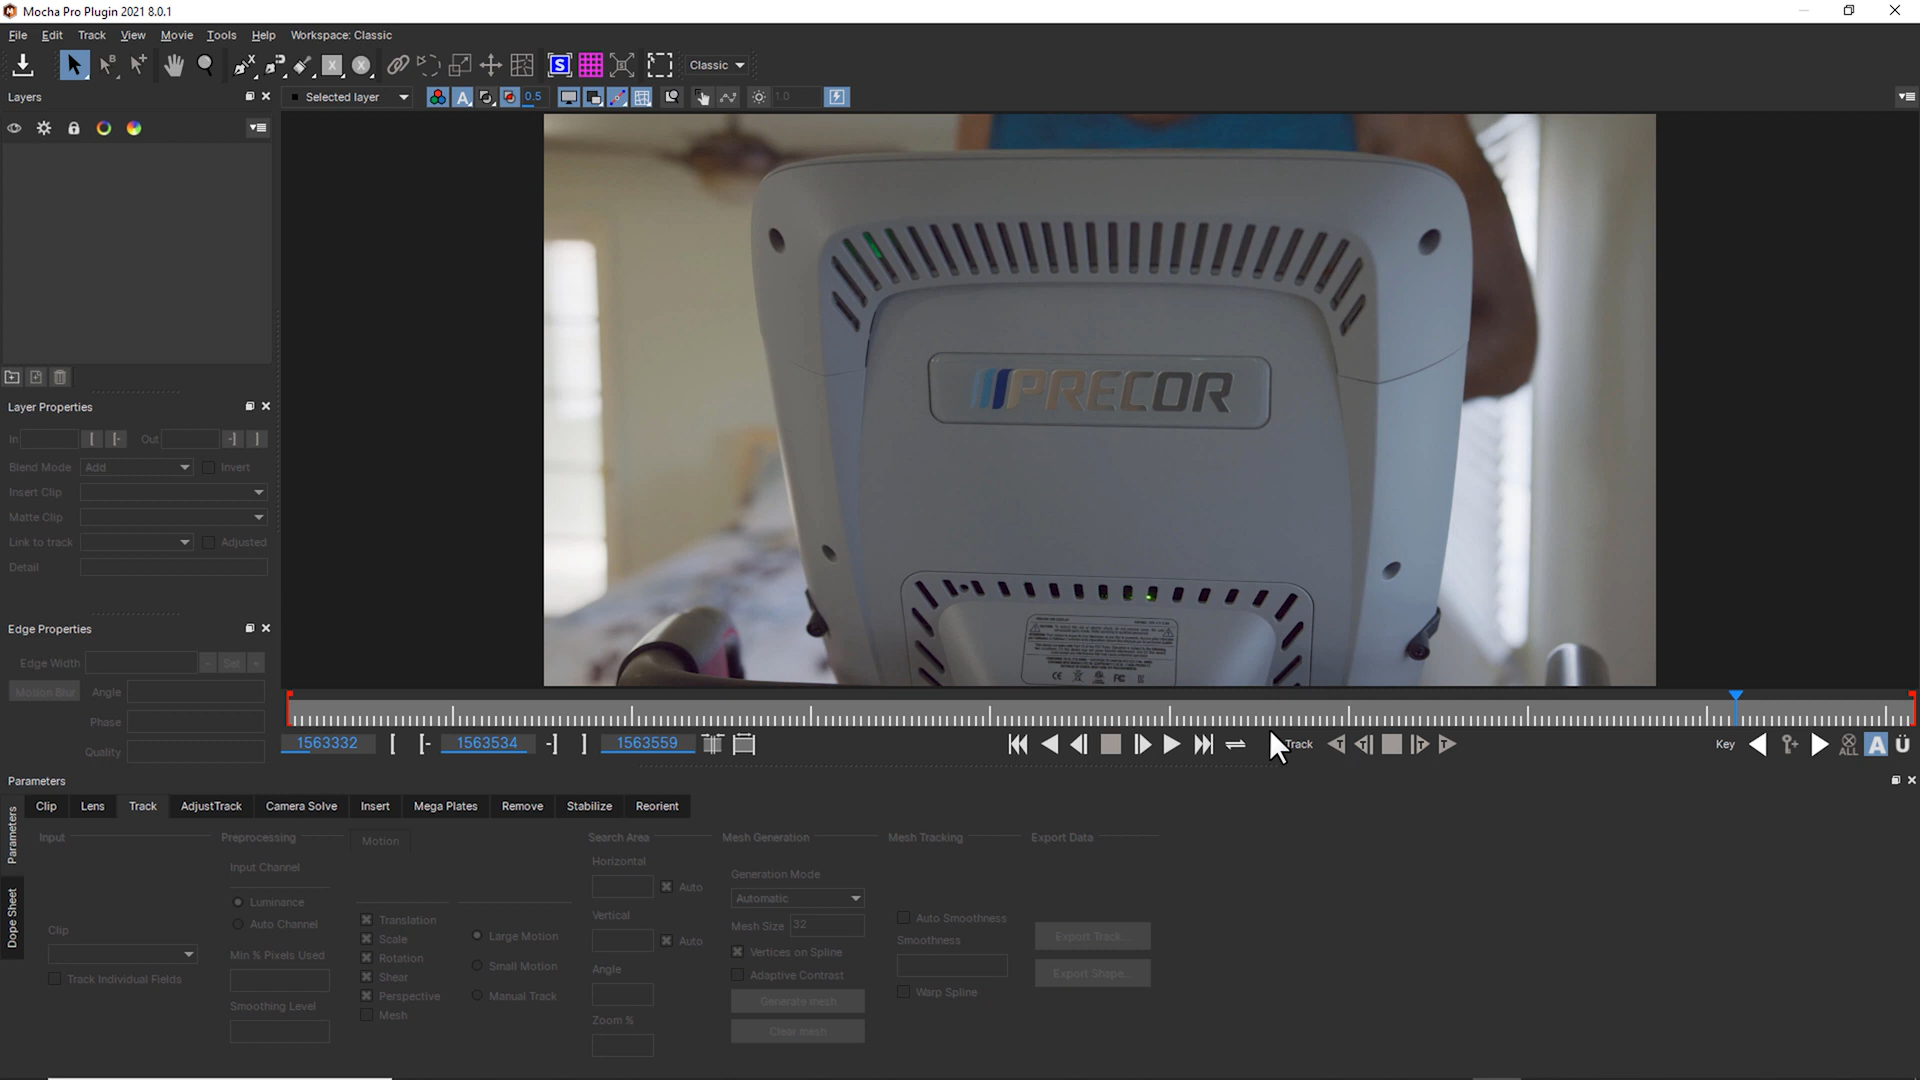 Mocha Pro Plugin 2021 8.0.1
File Edit Track View Movie Tools Help Workspace: Classic
Classic
Layers
Selected layer
0.5
1.0
PRECOR
Layer Properties
In
Out
Blend Mode Add Invert
Insert Clip
Matte Clip
Link to track Adjusted
Detail
Edge Properties
Edge Width - Set +
Motion Blur Angle
Phase
Quality
1563332 1563534 1563559
Track
Key
ALL
Parameters
Parameters
Dope Sheet
Clip Lens Track AdjustTrack Camera Solve Insert Mega Plates Remove Stabilize Reorient
Input
Clip
Track Individual Fields
Preprocessing
Input Channel
Luminance
Auto Channel
Min % Pixels Used
Smoothing Level
Motion
Translation
Scale
Rotation
Shear
Perspective
Mesh
Large Motion
Small Motion
Manual Track
Search Area
Horizontal
Auto
Vertical
Auto
Angle
Zoom %
Mesh Generation
Generation Mode
Automatic
Mesh Size 32
Vertices on Spline
Adaptive Contrast
Generate mesh
Clear mesh
Mesh Tracking
Auto Smoothness
Smoothness
Warp Spline
Export Data
Export Track...
Export Shape...